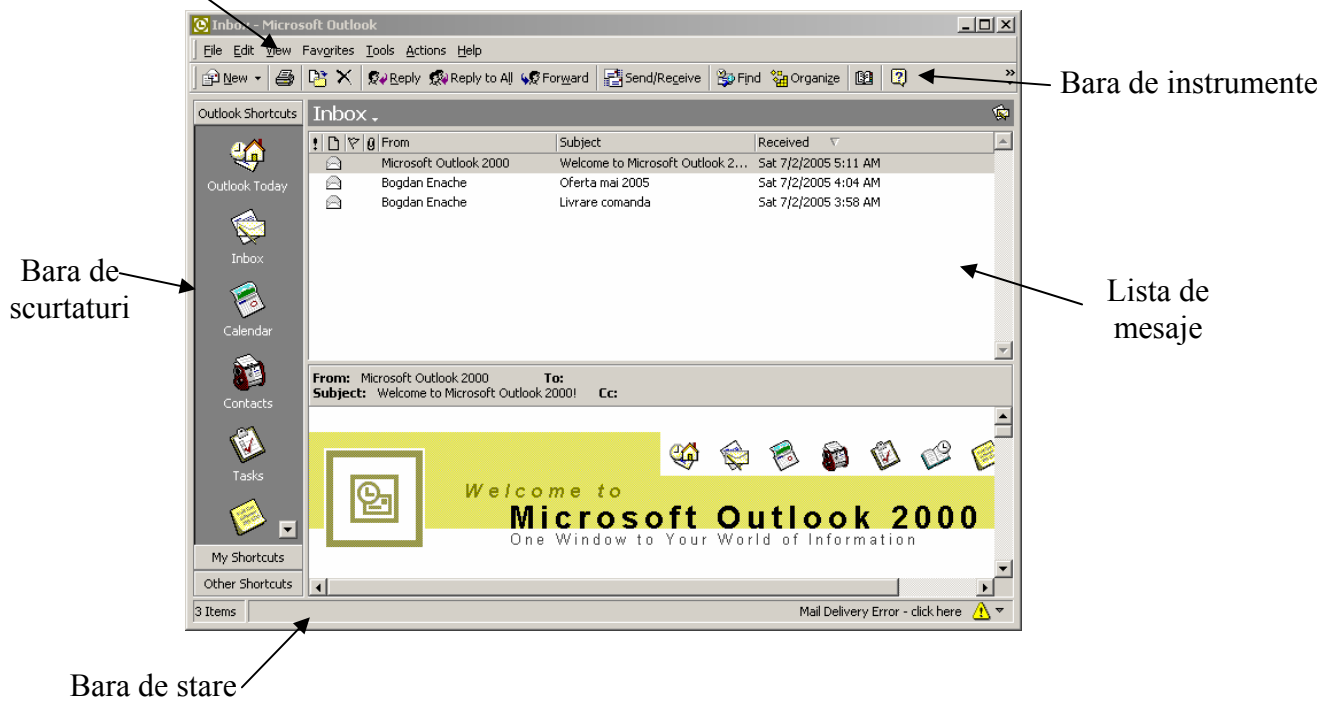 Inbox - Microsoft Outlook
File Edit View Favorites Tools Actions Help
New Reply Reply to All Forward Send/Receive Find Organize
Bara de instrumente
Outlook Shortcuts
Inbox
From Subject Received
Microsoft Outlook 2000 Welcome to Microsoft Outlook 2... Sat 7/2/2005 5:11 AM
Bogdan Enache Oferta mai 2005 Sat 7/2/2005 4:04 AM
Bogdan Enache Livrare comanda Sat 7/2/2005 3:58 AM
Outlook Today
Inbox
Calendar
Contacts
Tasks
My Shortcuts
Other Shortcuts
Bara de
scurtaturi
Lista de
mesaje
From: Microsoft Outlook 2000 To:
Subject: Welcome to Microsoft Outlook 2000! Cc:
Welcome to
Microsoft Outlook 2000
One Window to Your World of Information
3 Items
Mail Delivery Error - click here
Bara de stare